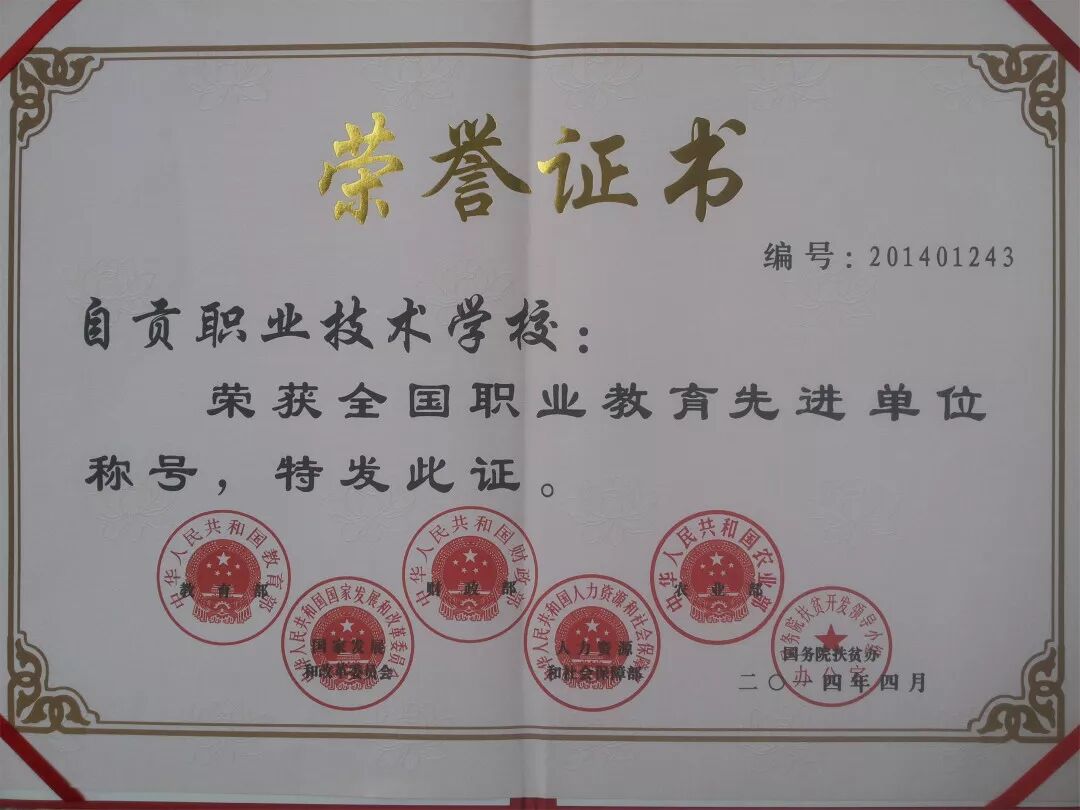 荣誉证书
编号：201401243
自贡职业技术学校：
荣获全国职业教育先进单位
称号，特发此证。
中华人民共和国教育部
教育部
中华人民共和国国家发展和改革委员会
国家发展
和改革委员会
中华人民共和国财政部
财政部
中华人民共和国人力资源和社会保障部
人力资源
和社会保障部
中华人民共和国农业部
农业部
国务院扶贫开发领导小组
办公室
国务院扶贫办
二〇一四年四月